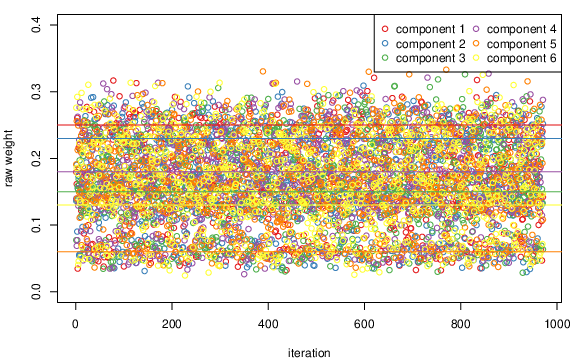 component 1 component 4
component 2 component 5
component 3 component 6
0.4
0.3
0.2
0.1
0.0
raw weight
0 200 400 600 800 1000
iteration